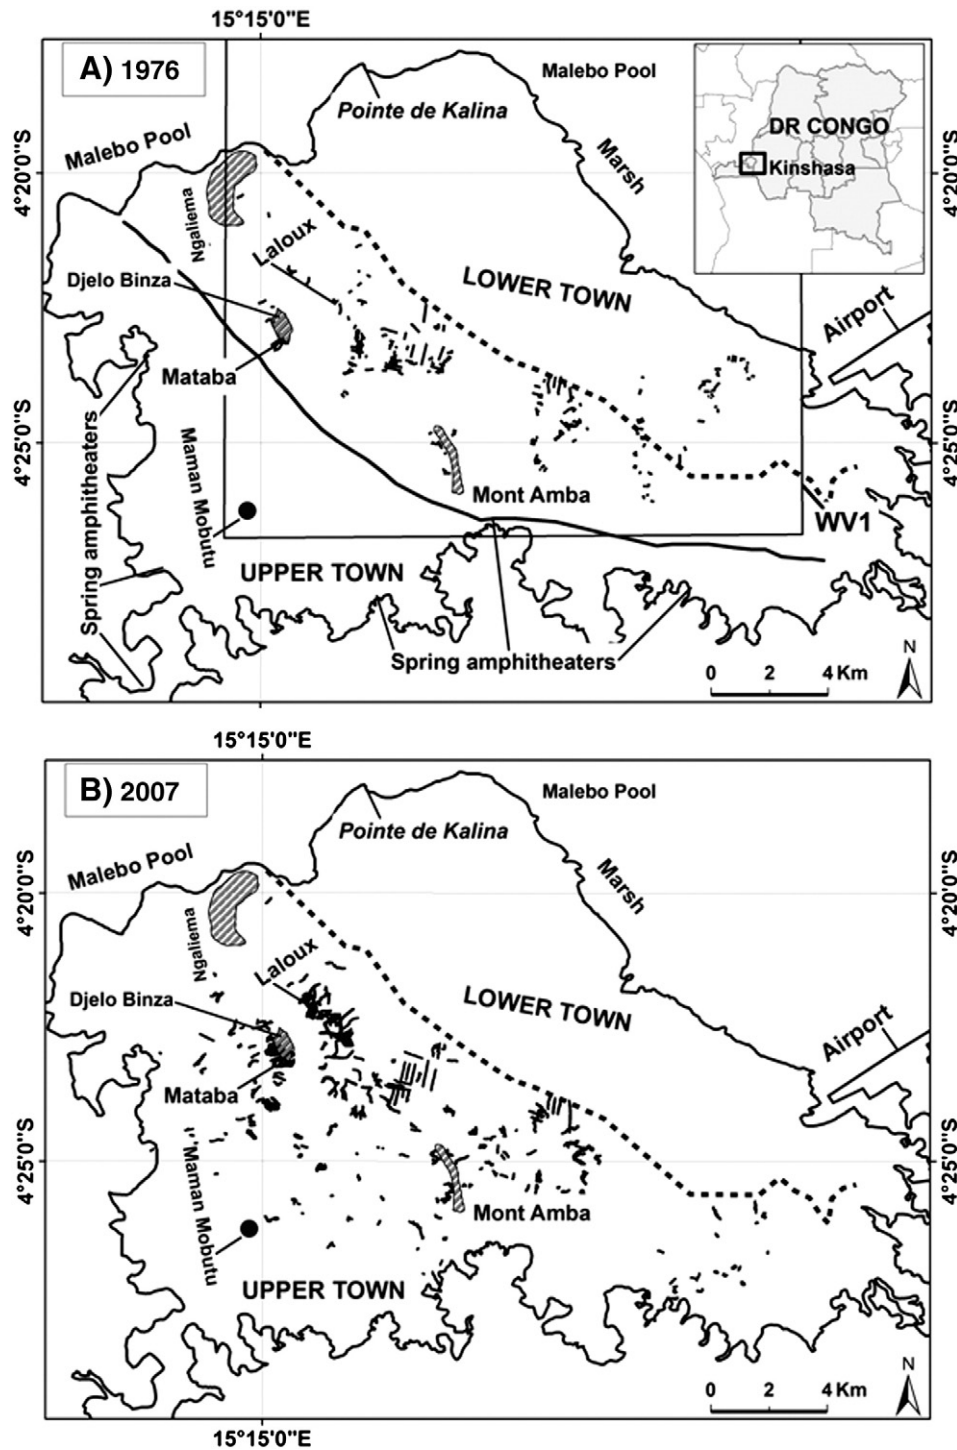 15°15'0"E
A) 1976
Malebo Pool
Pointe de Kalina
Malebo Pool
DR CONGO
Kinshasa
4°20'0"S
4°20'0"S
Marsh
Ngaliema
Laloux
Djelo Binza
LOWER TOWN
Airport
Mataba
4°25'0"S
4°25'0"S
Spring amphitheaters
Maman Mobutu
Mont Amba
WV1
UPPER TOWN
Spring amphitheaters
N
0 2 4 Km
15°15'0"E
B) 2007
Malebo Pool
Pointe de Kalina
Malebo Pool
4°20'0"S
4°20'0"S
Marsh
Ngaliema
Laloux
Djelo Binza
LOWER TOWN
Airport
Mataba
4°25'0"S
4°25'0"S
Maman Mobutu
Mont Amba
UPPER TOWN
N
0 2 4 Km
15°15'0"E